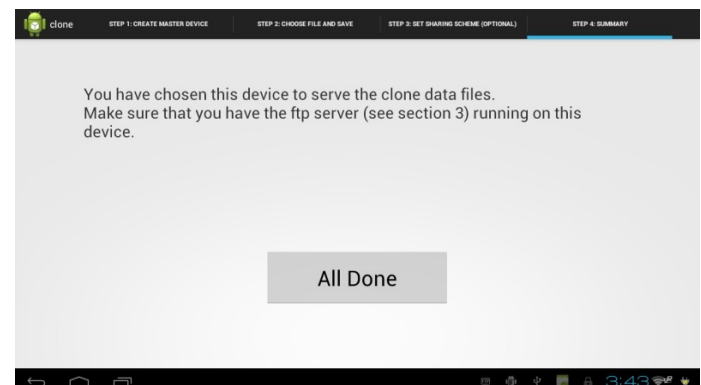 clone
STEP 1: CREATE MASTER DEVICE
STEP 2: CHOOSE FILE AND SAVE
STEP 3: SET SHARING SCHEME (OPTIONAL)
STEP 4: SUMMARY
You have chosen this device to serve the clone data files.
Make sure that you have the ftp server (see section 3) running on this
device.
All Done
3:43